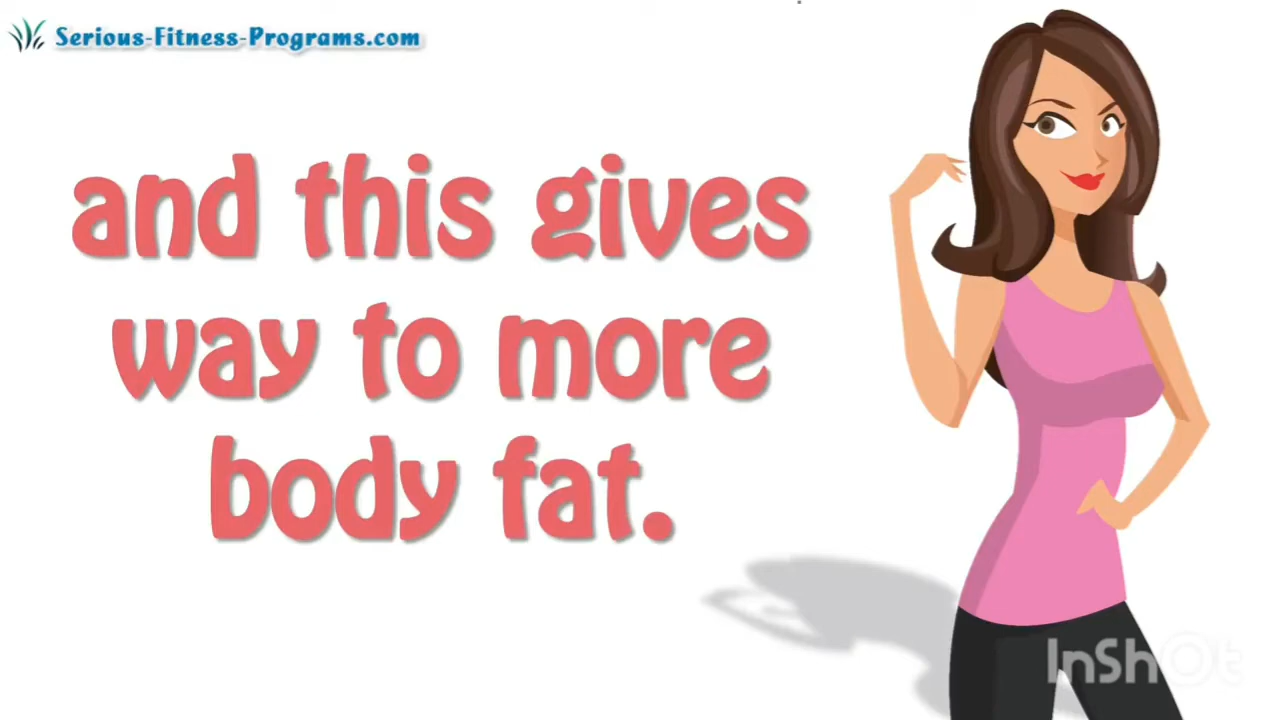 Serious-Fitness-Programs.com
and this gives
way to more
body fat.
InShOt